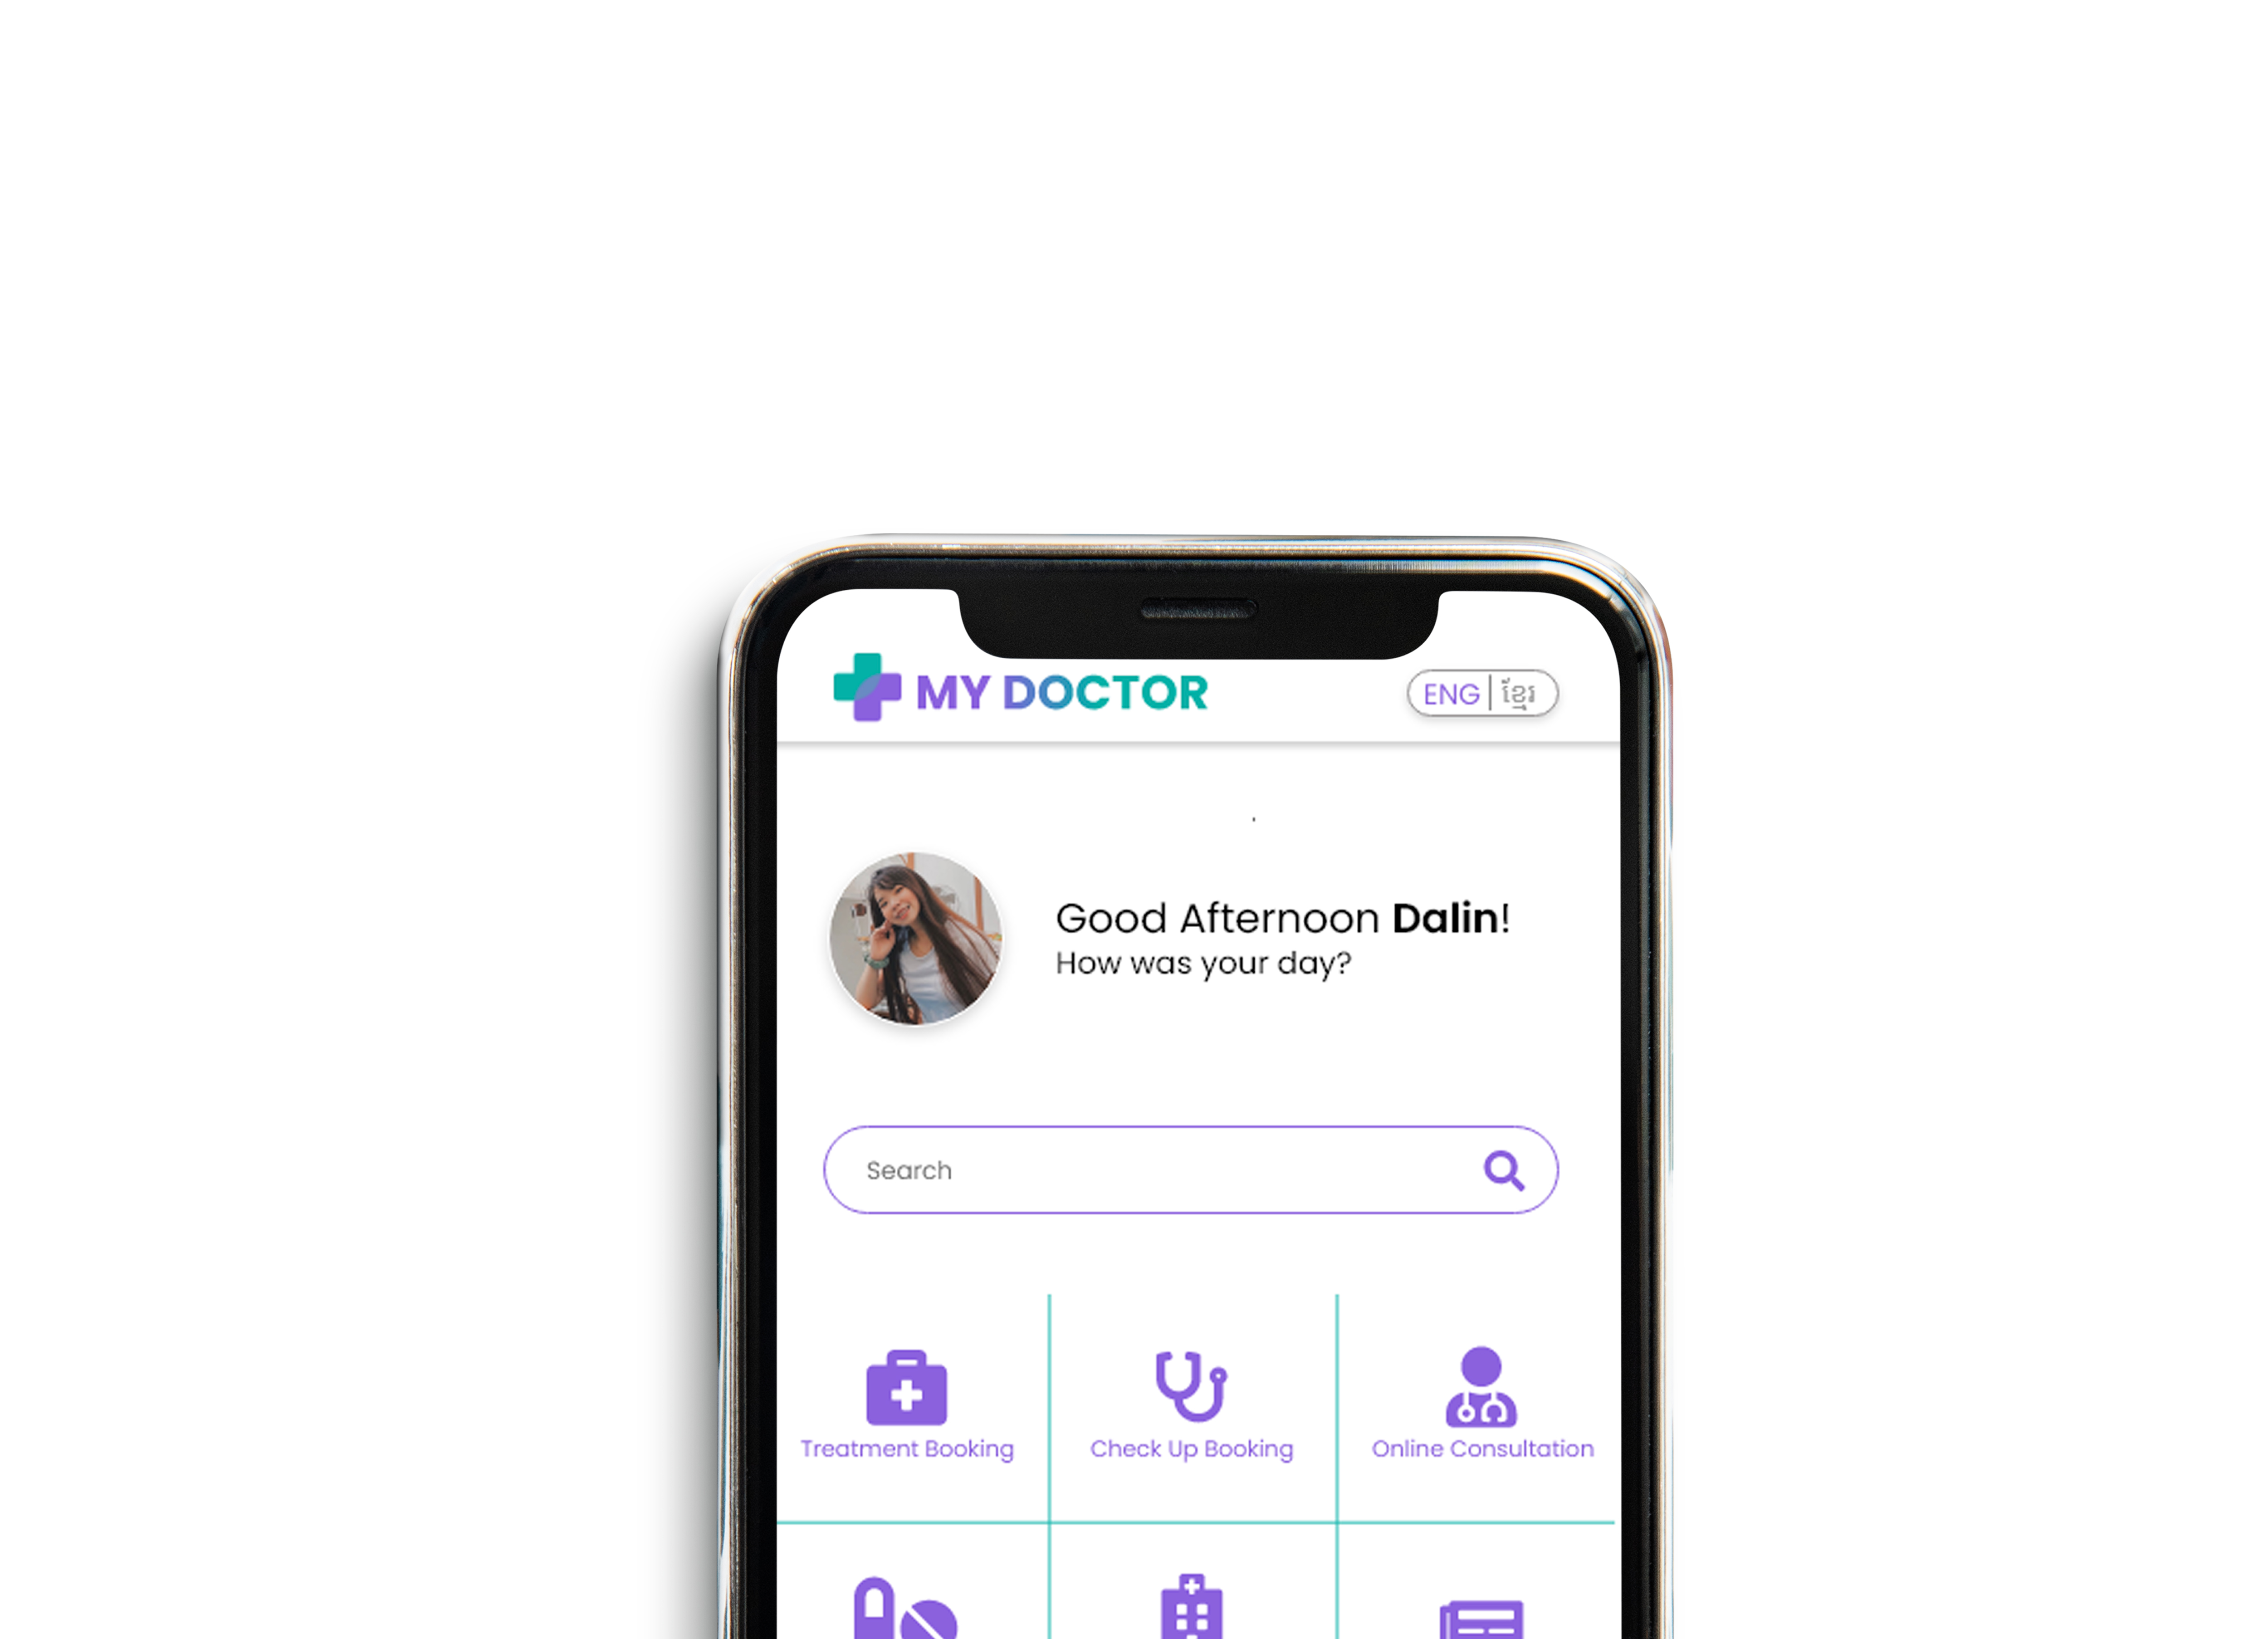 MY DOCTOR
ENG | ខ្មែរ
Good Afternoon Dalin!
How was your day?
Search
Treatment Booking
Check Up Booking
Online Consultation